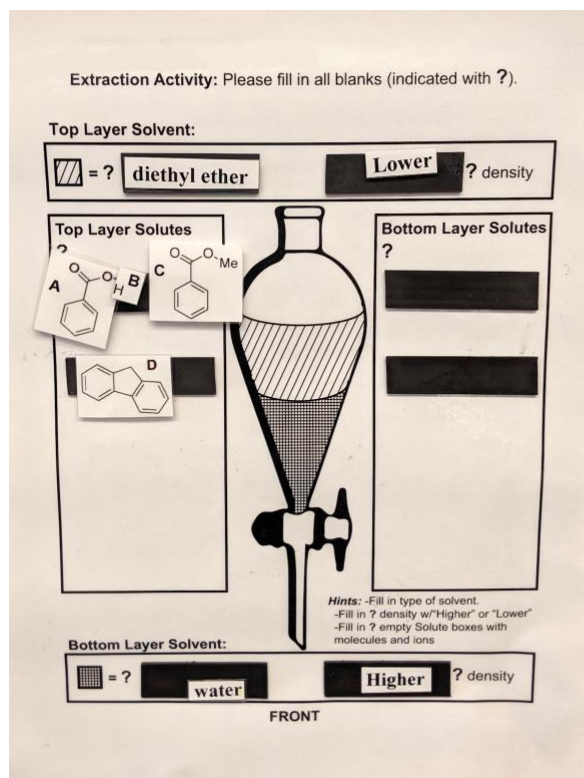 Extraction Activity: Please fill in all blanks (indicated with ?).
Top Layer Solvent:
= ? diethyl ether Lower ? density
Top Layer Solutes
?
Bottom Layer Solutes
?
A
O
O
H
B
C
O
O
Me
D
Hints: -Fill in type of solvent.
-Fill in ? density w/"Higher" or "Lower"
-Fill in ? empty Solute boxes with
molecules and ions
Bottom Layer Solvent:
= ? water Higher ? density
FRONT